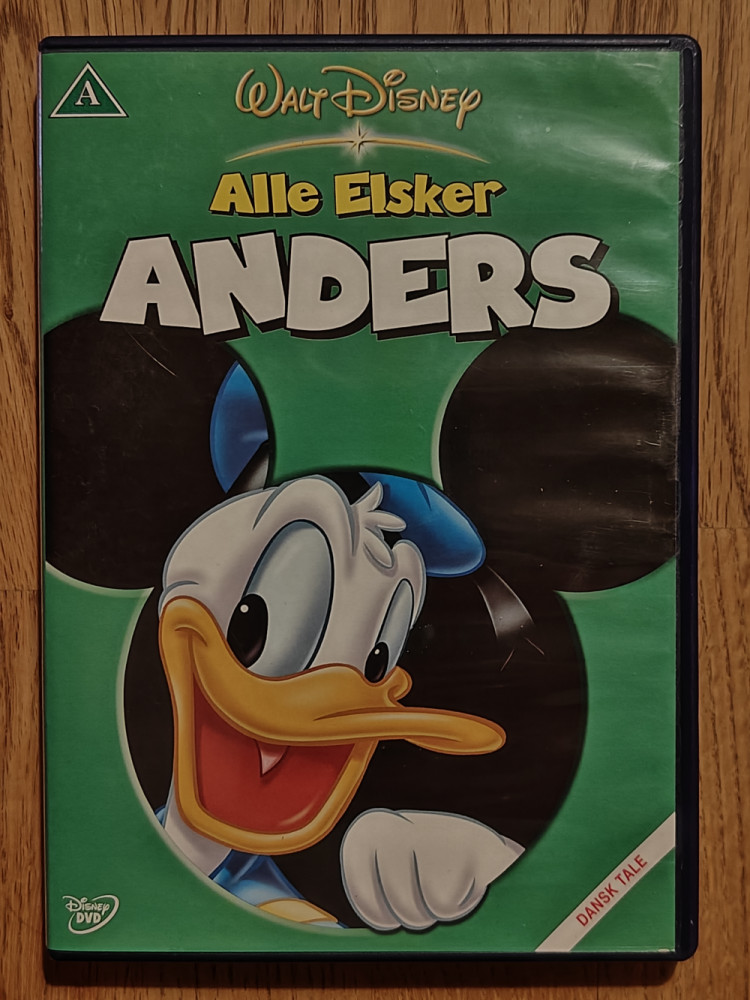 A
WALT DISNEY
Alle Elsker
ANDERS
DANSK TALE
Disney
DVD